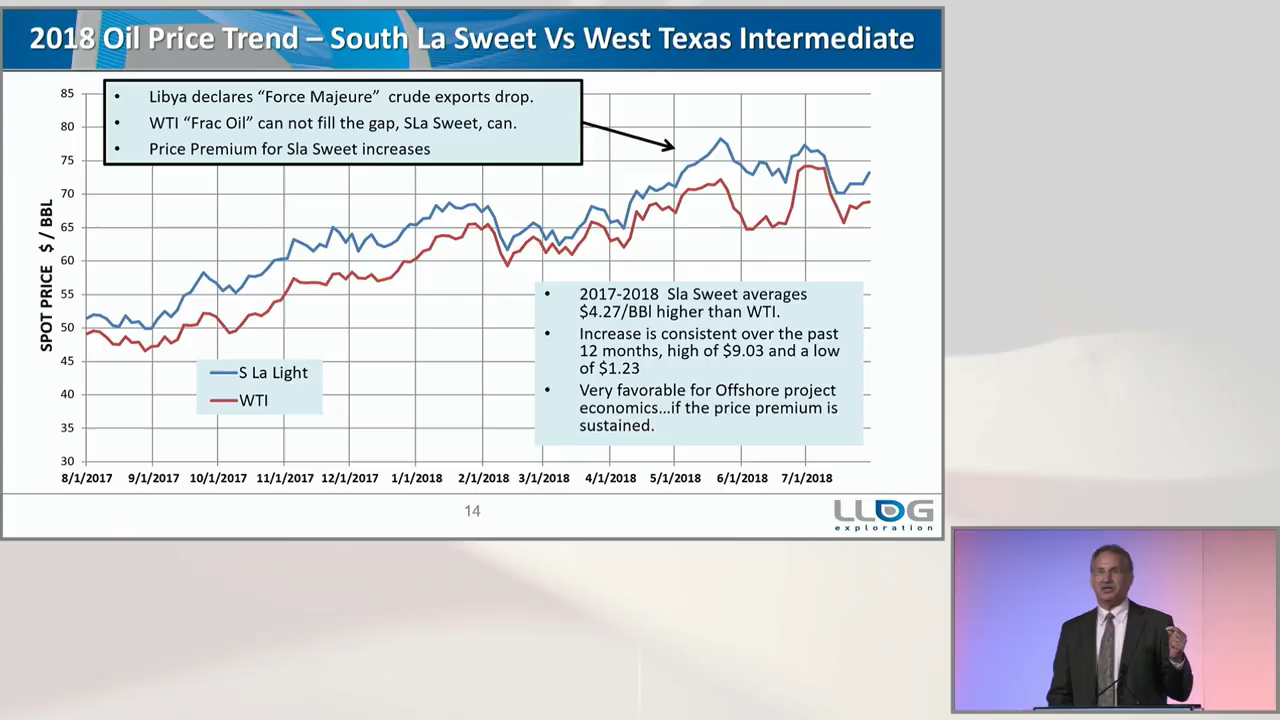 2018 Oil Price Trend – South La Sweet Vs West Texas Intermediate
• Libya declares “Force Majeure” crude exports drop.
• WTI “Frac Oil” can not fill the gap, SLa Sweet, can.
• Price Premium for Sla Sweet increases
SPOT PRICE $ / BBL
85
80
75
70
65
60
55
50
45
40
35
30
• 2017-2018 Sla Sweet averages
$4.27/BBl higher than WTI.
• Increase is consistent over the past
12 months, high of $9.03 and a low
of $1.23
• Very favorable for Offshore project
economics…if the price premium is
sustained.
S La Light
WTI
8/1/2017 9/1/2017 10/1/2017 11/1/2017 12/1/2017 1/1/2018 2/1/2018 3/1/2018 4/1/2018 5/1/2018 6/1/2018 7/1/2018
14
LLOG
exploration